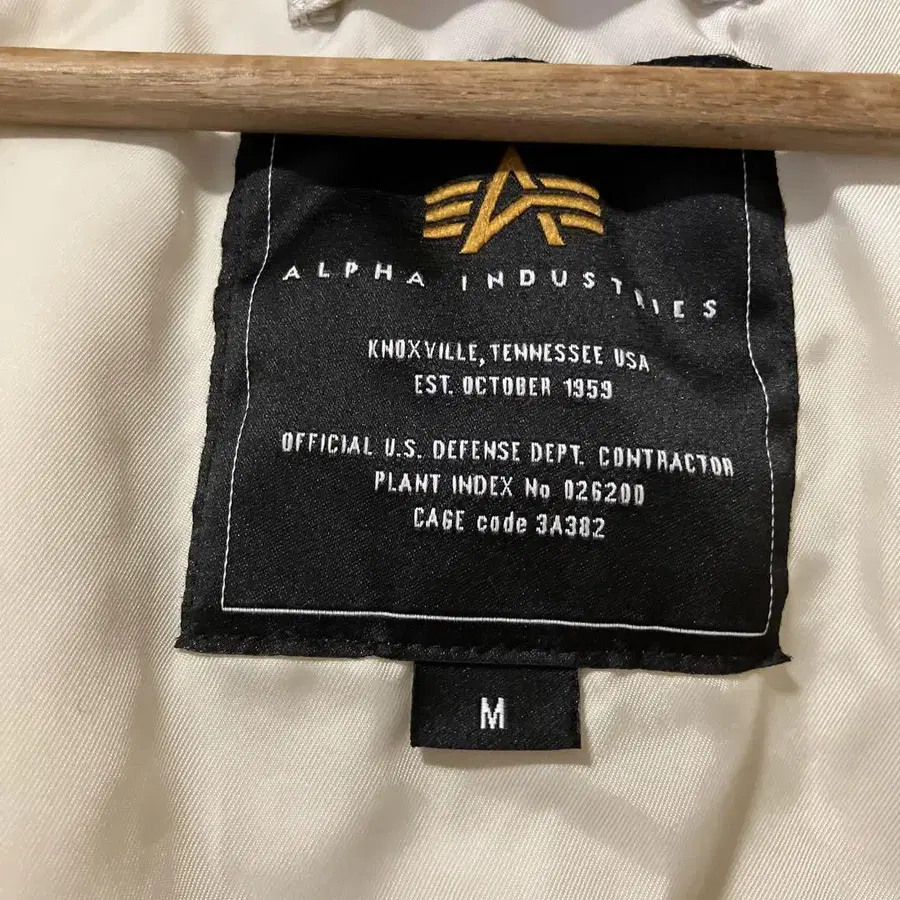 ALPHA INDUSTRIES
KNOXVILLE, TENNESSEE USA
EST. OCTOBER 1959
OFFICIAL U.S. DEFENSE DEPT. CONTRACTOR
PLANT INDEX No 026200
CAGE code 3A382
M